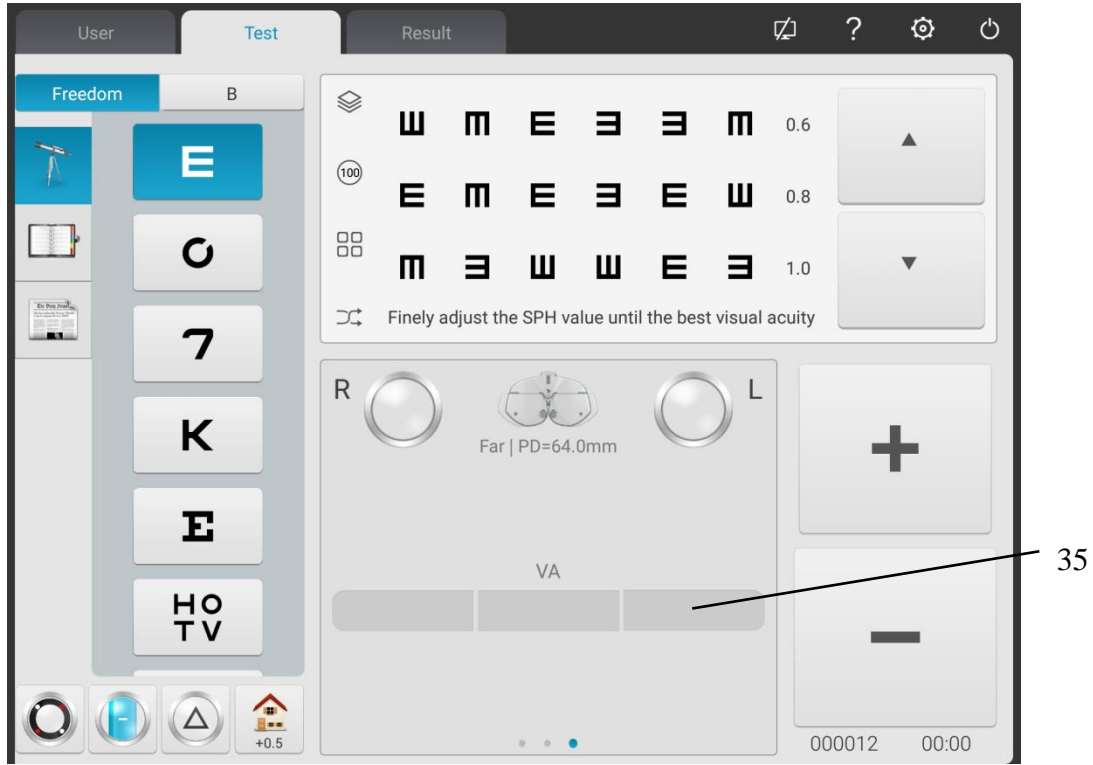 User Test Result ?
Freedom B
E
7
K
E
H O
T V
+0.5
100
0.6
0.8
1.0
Finely adjust the SPH value until the best visual acuity
R L
Far | PD=64.0mm
VA
35
000012 00:00